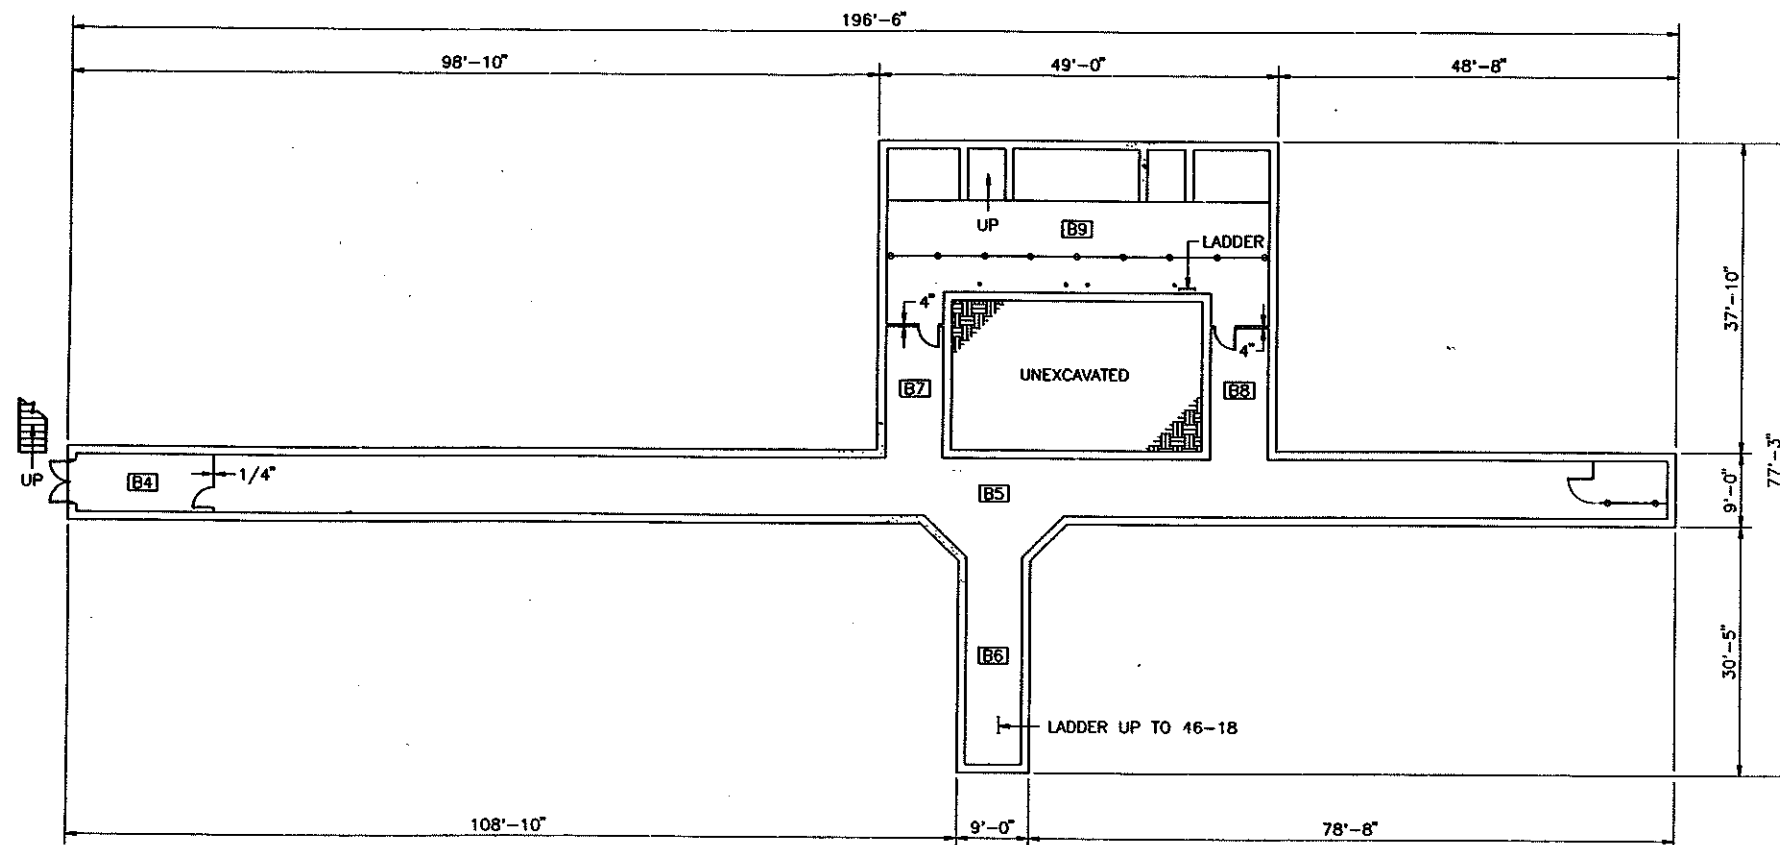 196'-6"
98'-10"
49'-0"
48'-8"
UP
B9
LADDER
4"
4"
37'-10"
UNEXCAVATED
B7
B8
UP
B4
1/4"
B5
9'-0"
77'-3"
B6
30'-5"
LADDER UP TO 46-18
108'-10"
9'-0"
78'-8"